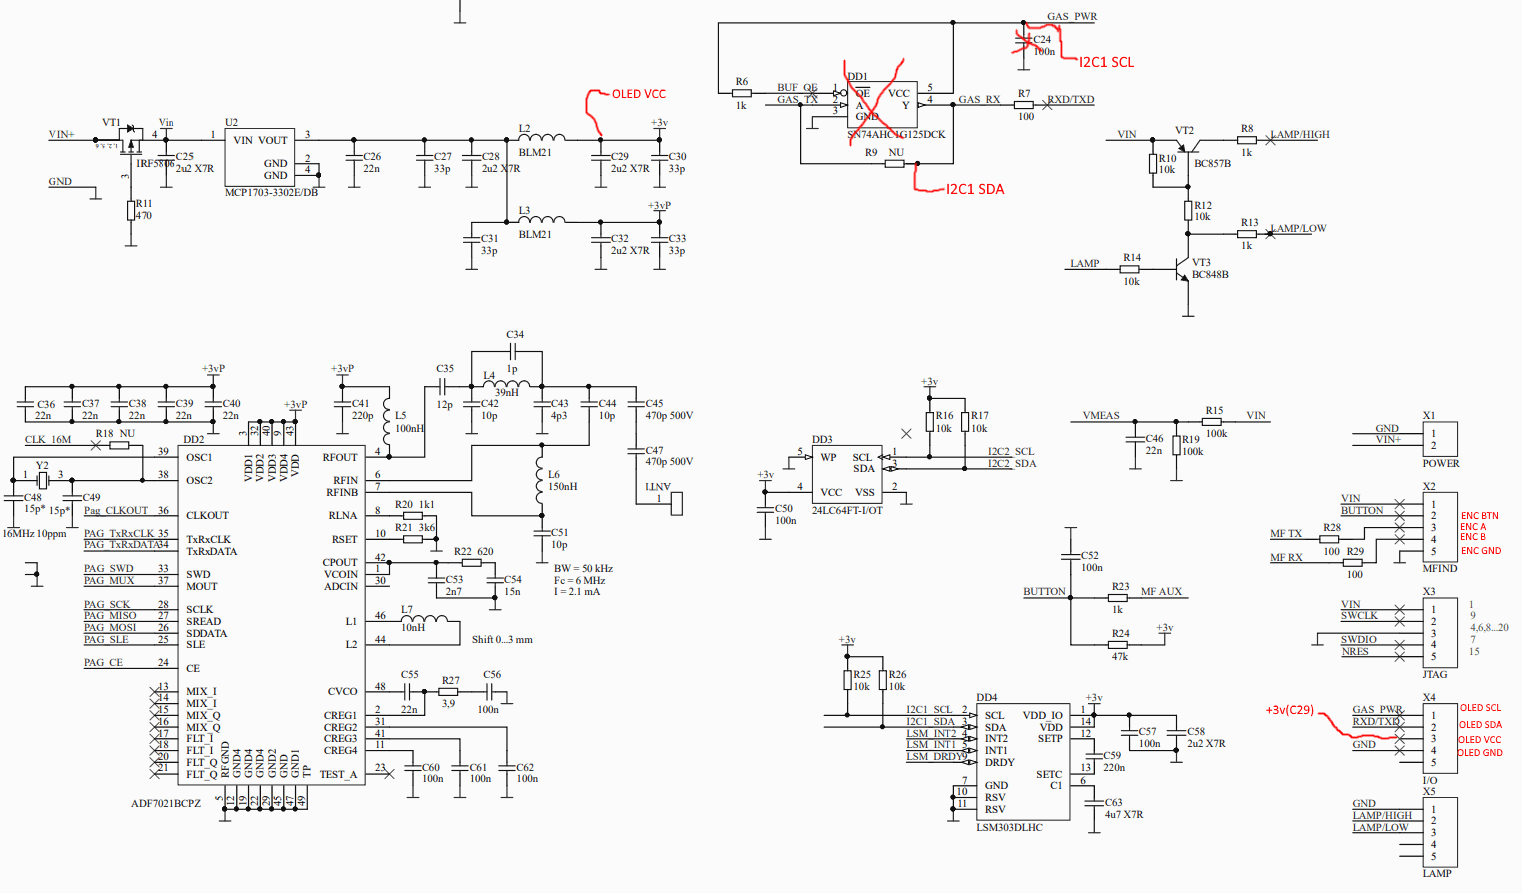 GAS_PWR
C24
100n
I2C1 SCL
R6
1k
BUF_OE
GAS_TX
DD1
1
2
3
OE
A
GND
VCC
Y
5
4
SN74AHC1G125DCK
GAS_RX
R7
100
RXD/TXD
R9 NU
I2C1 SDA
OLED VCC
VIN+
VT1
Vin
4
3
IRF5806
C25
2u2 X7R
GND
R11
470
U2
1
VIN VOUT
GND
GND
3
2
4
MCP1703-3302E/DB
C26
22n
C27
33p
C28
2u2 X7R
L2
BLM21
C29
2u2 X7R
+3v
C30
33p
C31
33p
L3
BLM21
C32
2u2 X7R
+3vP
C33
33p
VIN
VT2
BC857B
R8
1k
LAMP/HIGH
R10
10k
R12
10k
R13
1k
LAMP/LOW
LAMP
R14
10k
VT3
BC848B
+3vP
C36
22n
C37
22n
C38
22n
C39
22n
C40
22n
CLK_16M
R18 NU
Y2
1
3
C48
15p*
C49
15p*
16MHz 10ppm
+3vP
3
32
40
9
43
DD2
VDD1
VDD2
VDD3
VDD4
VDD
39 OSC1
38 OSC2
Pag_CLKOUT 36 CLKOUT
PAG_TxRxCLK 35 TxRxCLK
PAG_TxRxDATA 34 TxRxDATA
PAG_SWD 33 SWD
PAG_MUX 37 MOUT
PAG_SCK 28 SCLK
PAG_MISO 27 SREAD
PAG_MOSI 26 SDDATA
PAG_SLE 25 SLE
PAG_CE 24 CE
13 MIX_I
14 MIX_I
15 MIX_Q
16 MIX_Q
17 FLT_I
18 FLT_I
20 FLT_Q
21 FLT_Q
RFOUT 4
RFIN 6
RFINB 7
RLNA 8
RSET 10
CPOUT 42
VCOIN 1
ADCIN 30
L1 46
L2 44
CVCO 48
CREG1 2
CREG2 31
CREG3 41
CREG4 11
TEST_A 23
RFGND
GND4
GND4
GND4
GND2
GND
GND1
TP
5
12
19
22
29
45
47
49
ADF7021BCPZ
+3vP
C41
220p
L5
100nH
C35
12p
C34
1p
L4
39nH
C42
10p
C43
4p3
C44
10p
C45
470p 500V
C47
470p 500V
ANT1
1
L6
150nH
C51
10p
R20 1k1
R21 3k6
R22 620
C53
2n7
C54
15n
BW = 50 kHz
Fc = 6 MHz
I = 2.1 mA
L7
10nH
Shift 0...3 mm
C55
22n
R27
3,9
C56
100n
C60
100n
C61
100n
C62
100n
+3v
R16
10k
R17
10k
DD3
5 WP
SCL 1
SDA 3
I2C2_SCL
I2C2_SDA
+3v
4 VCC
VSS 2
24LC64FT-I/OT
C50
100n
C52
100n
BUTTON
R23
1k
MF AUX
R24
47k
+3v
+3v
R25
10k
R26
10k
I2C1_SCL 2 SCL
I2C1_SDA 3 SDA
LSM_INT2 4 INT2
LSM_INT1 5 INT1
LSM_DRDY 9 DRDY
DD4
VDD_IO 1
VDD 14
SETP 12
SETC 13
C1 6
7 GND
10 RSV
11 RSV
LSM303DLHC
+3v
C57
100n
C58
2u2 X7R
C59
220n
C63
4u7 X7R
VMEAS
C46
22n
R19
100k
R15
100k
VIN
X1
GND 1
VIN+ 2
POWER
X2
VIN 1
BUTTON 2
3
4
5
MF TX
R28
100
MF RX
R29
100
MFIND
ENC BTN
ENC A
ENC B
ENC GND
X3
VIN 1
SWCLK 2
3
SWDIO 4
NRES 5
JTAG
1
9
4,6,8...20
7
15
+3v(C29)
X4
GAS_PWR 1
RXD/TXD 2
3
GND 4
5
I/O
OLED SCL
OLED SDA
OLED VCC
OLED GND
X5
GND 1
LAMP/HIGH 2
LAMP/LOW 3
4
5
LAMP